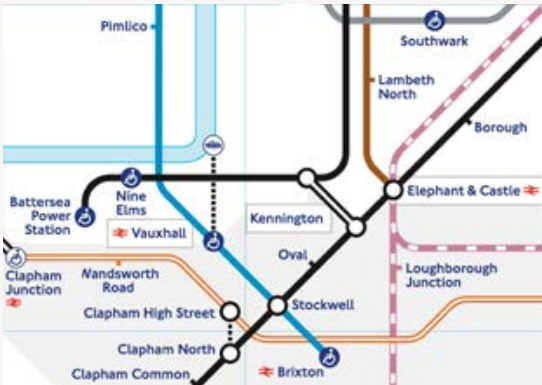 Pimlico
Southwark
Lambeth
North
Borough
Battersea
Power
Station
Nine
Elms
Vauxhall
Kennington
Elephant & Castle
Oval
Clapham
Junction
Wandsworth
Road
Loughborough
Junction
Clapham High Street
Stockwell
Clapham North
Brixton
Clapham Common